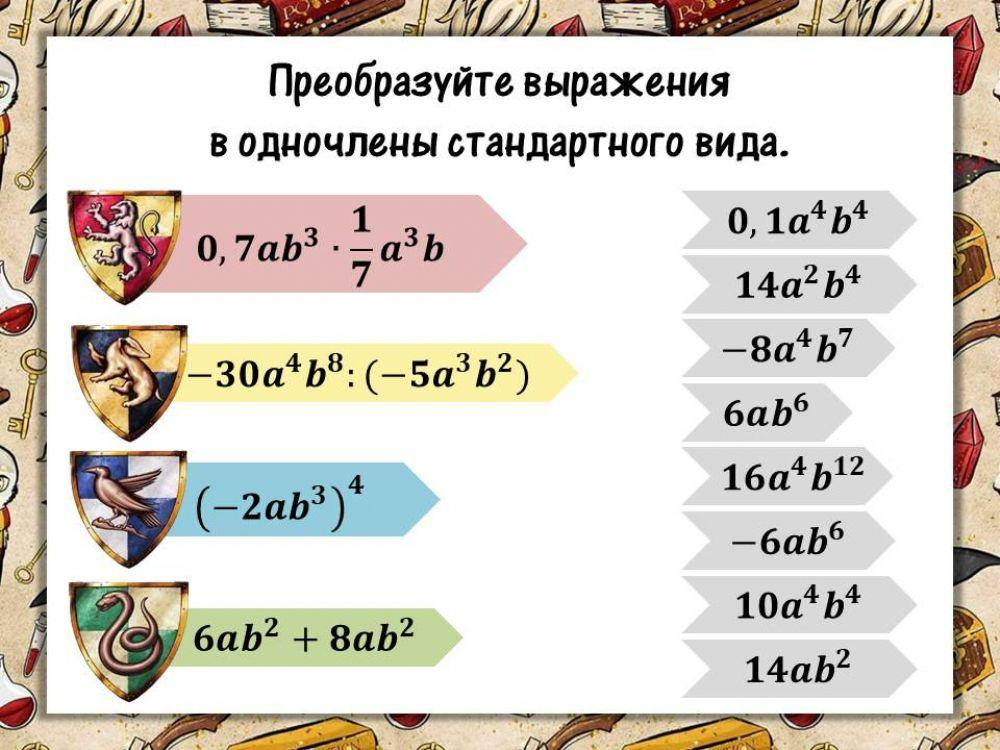 Преобразуйте выражения
в одночлены стандартного вида.
0,7ab³ · 1/7 a³b
−30a⁴b⁸:(−5a³b²)
(−2ab³)⁴
6ab² + 8ab²
0,1a⁴b⁴
14a²b⁴
−8a⁴b⁷
6ab⁶
16a⁴b¹²
−6ab⁶
10a⁴b⁴
14ab²